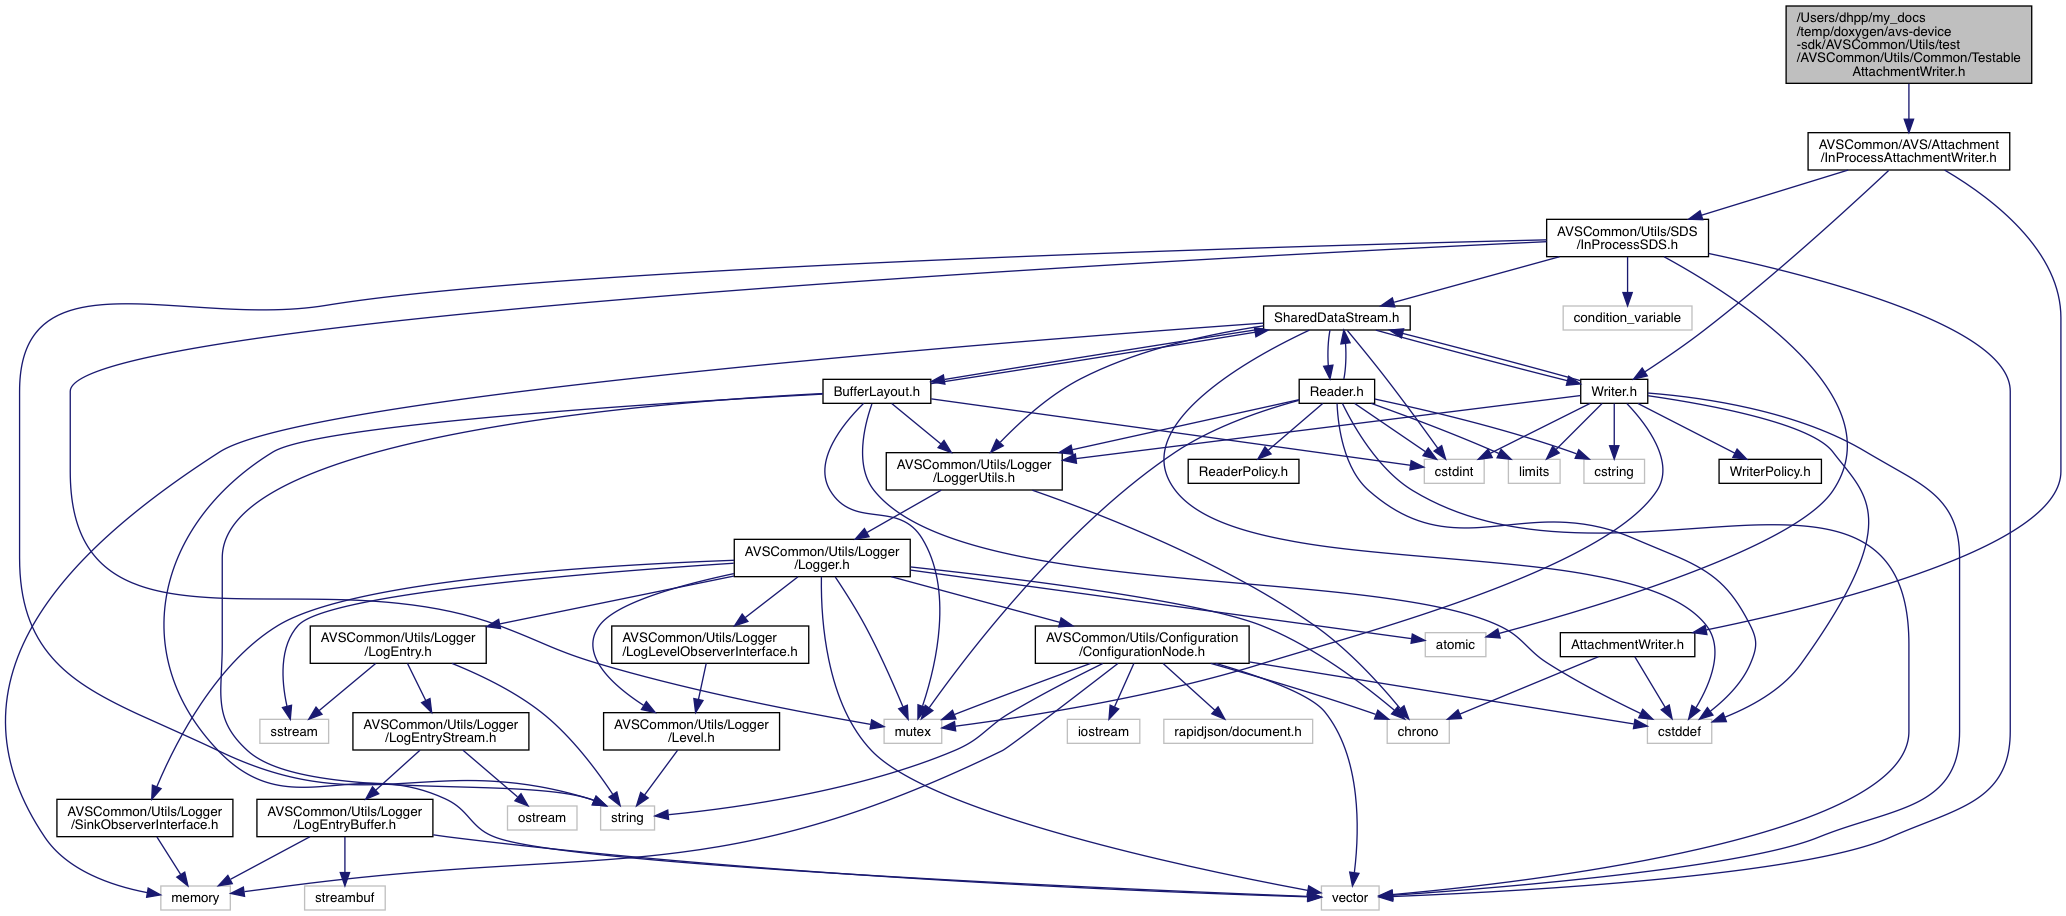 /Users/dhpp/my_docs
/temp/doxygen/avs-device
-sdk/AVSCommon/Utils/test
/AVSCommon/Utils/Common/Testable
AttachmentWriter.h
AVSCommon/AVS/Attachment
/InProcessAttachmentWriter.h
AVSCommon/Utils/SDS
/InProcessSDS.h
SharedDataStream.h
condition_variable
BufferLayout.h
Reader.h
Writer.h
AVSCommon/Utils/Logger
/LoggerUtils.h
ReaderPolicy.h
cstdint
limits
cstring
WriterPolicy.h
AVSCommon/Utils/Logger
/Logger.h
AVSCommon/Utils/Logger
/LogEntry.h
AVSCommon/Utils/Logger
/LogLevelObserverInterface.h
AVSCommon/Utils/Configuration
/ConfigurationNode.h
atomic
AttachmentWriter.h
sstream
AVSCommon/Utils/Logger
/LogEntryStream.h
AVSCommon/Utils/Logger
/Level.h
mutex
iostream
rapidjson/document.h
chrono
cstddef
AVSCommon/Utils/Logger
/SinkObserverInterface.h
AVSCommon/Utils/Logger
/LogEntryBuffer.h
ostream
string
memory
streambuf
vector